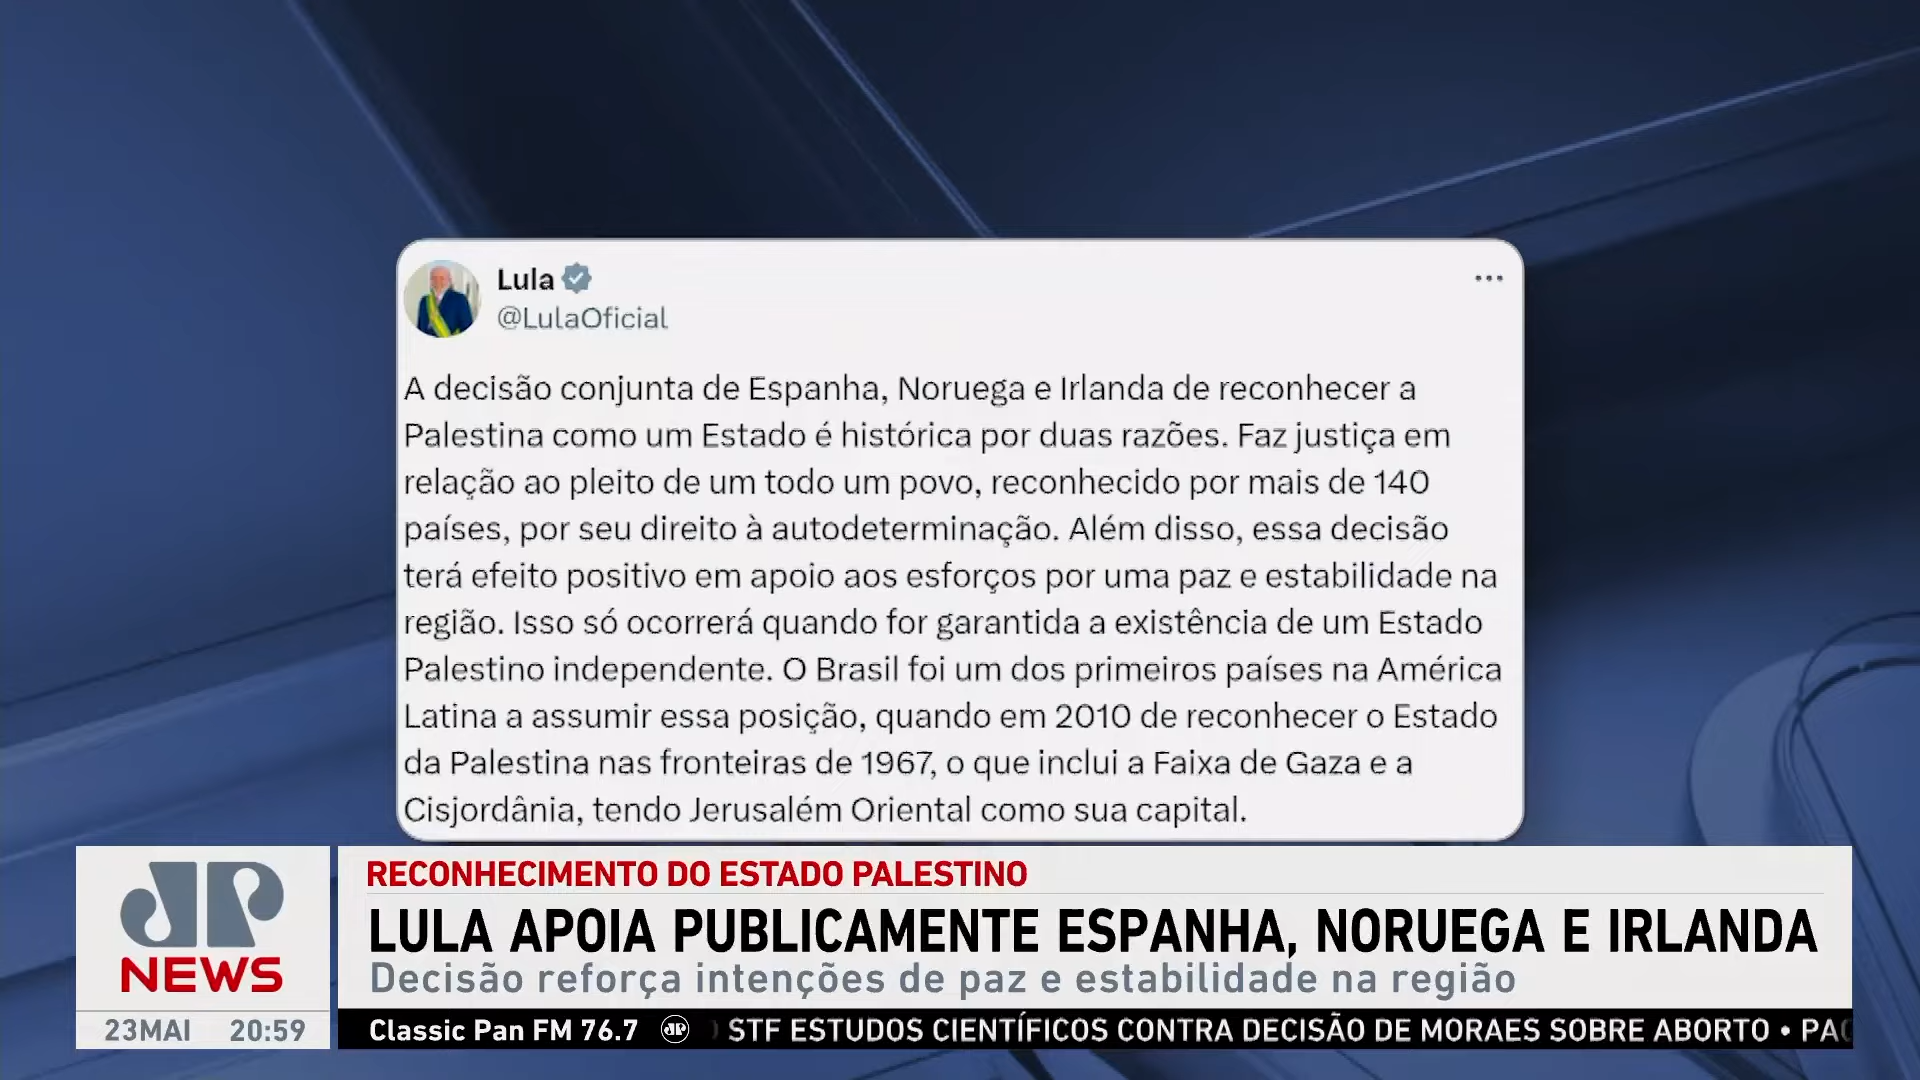 Lula
@LulaOficial
A decisão conjunta de Espanha, Noruega e Irlanda de reconhecer a
Palestina como um Estado é histórica por duas razões. Faz justiça em
relação ao pleito de um todo um povo, reconhecido por mais de 140
países, por seu direito à autodeterminação. Além disso, essa decisão
terá efeito positivo em apoio aos esforços por uma paz e estabilidade na
região. Isso só ocorrerá quando for garantida a existência de um Estado
Palestino independente. O Brasil foi um dos primeiros países na América
Latina a assumir essa posição, quando em 2010 de reconhecer o Estado
da Palestina nas fronteiras de 1967, o que inclui a Faixa de Gaza e a
Cisjordânia, tendo Jerusalém Oriental como sua capital.
RECONHECIMENTO DO ESTADO PALESTINO
LULA APOIA PUBLICAMENTE ESPANHA, NORUEGA E IRLANDA
Decisão reforça intenções de paz e estabilidade na região
JP
NEWS
23MAI 20:59
Classic Pan FM 76.7 JP STF ESTUDOS CIENTÍFICOS CONTRA DECISÃO DE MORAES SOBRE ABORTO •